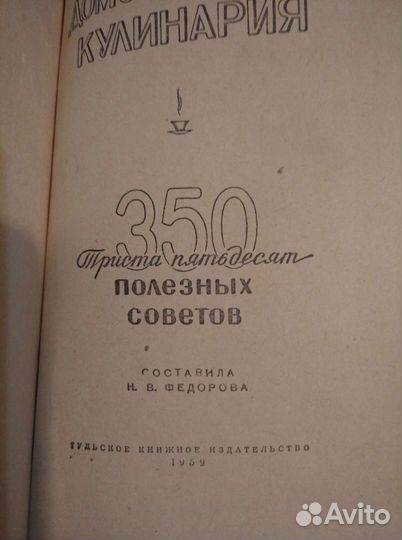 КУЛИНАРИЯ
350
Триста пятьдесят
ПОЛЕЗНЫХ
СОВЕТОВ
СОСТАВИЛА
Н. В. ФЕДОРОВА
ТУЛЬСКОЕ КНИЖНОЕ ИЗДАТЕЛЬСТВО
1959
Avito